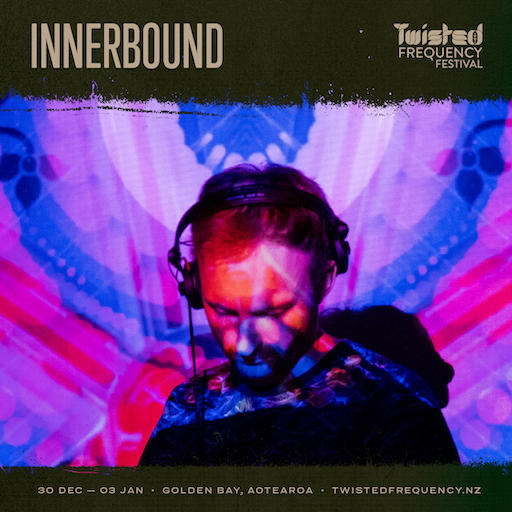 INNERBOUND
Twisted
FREQUENCY
FESTIVAL
30 DEC — 03 JAN • GOLDEN BAY, AOTEAROA • TWISTEDFREQUENCY.NZ